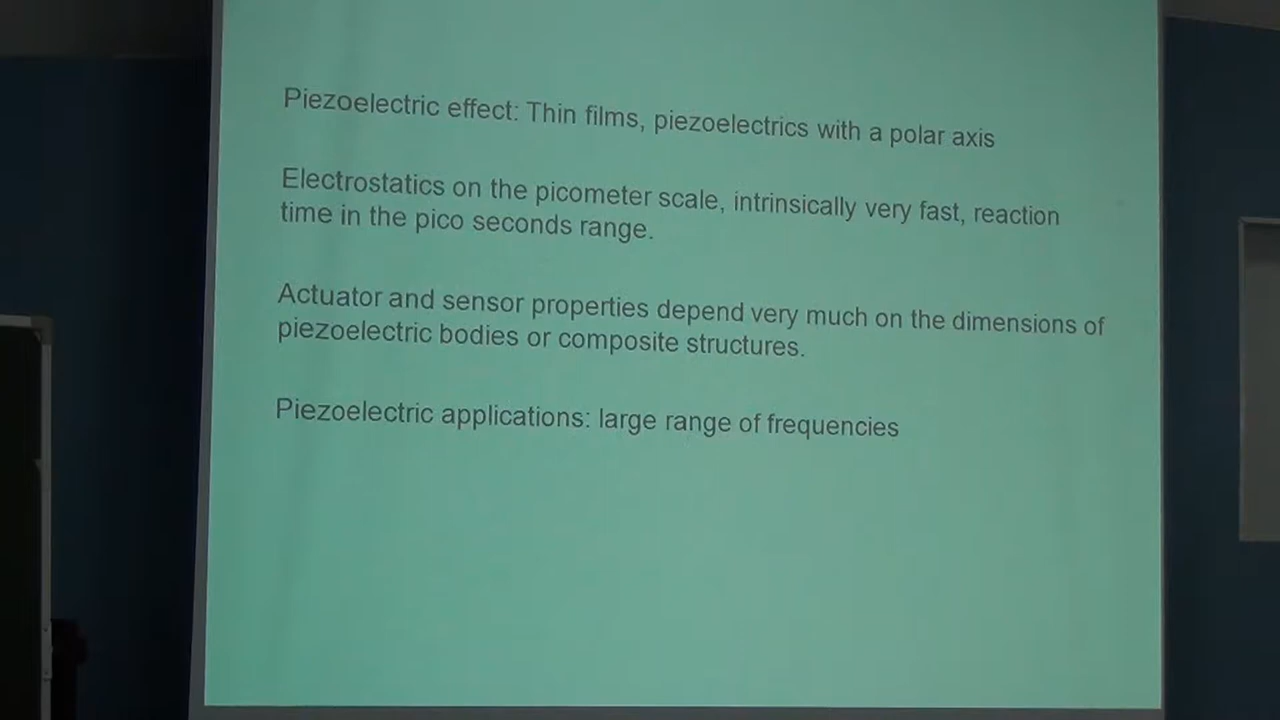 Piezoelectric effect: Thin films, piezoelectrics with a polar axis
Electrostatics on the picometer scale, intrinsically very fast, reaction
time in the pico seconds range.
Actuator and sensor properties depend very much on the dimensions of
piezoelectric bodies or composite structures.
Piezoelectric applications: large range of frequencies